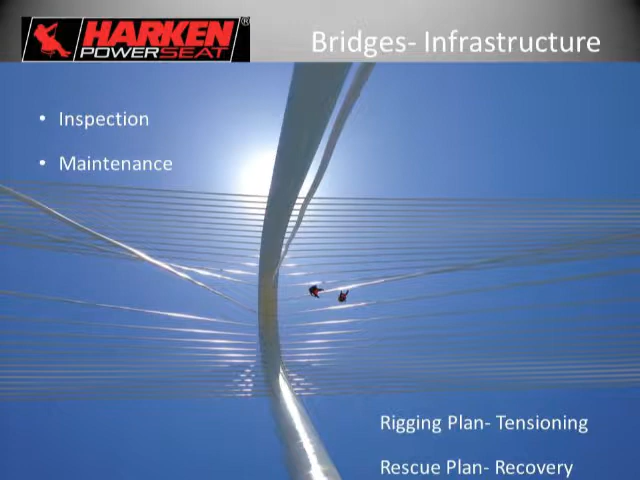 HARKEN®
POWERSEAT
Bridges- Infrastructure
• Inspection
• Maintenance
Rigging Plan- Tensioning
Rescue Plan- Recovery